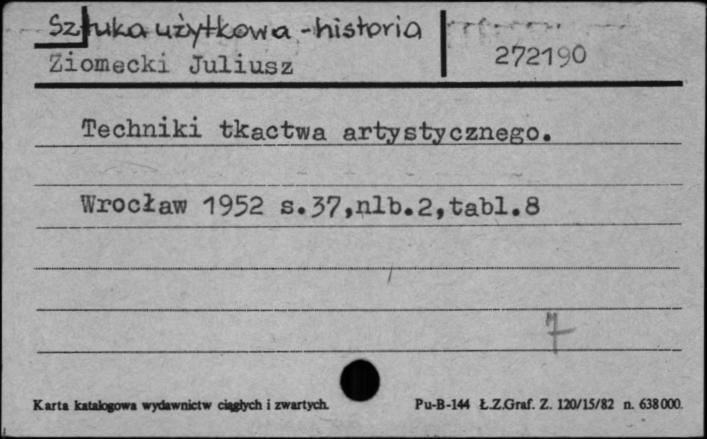 Sztuka użytkowa - historia
Ziomecki Juliusz
272190
Techniki tkactwa artystycznego.
Wrocław 1952 s.37,nlb.2,tabl.8
Karta katalogowa wydawnictw ciągłych i zwartych.
Pu-B-144 Ł.Z.Graf. Z. 120/15/82 n. 638000.